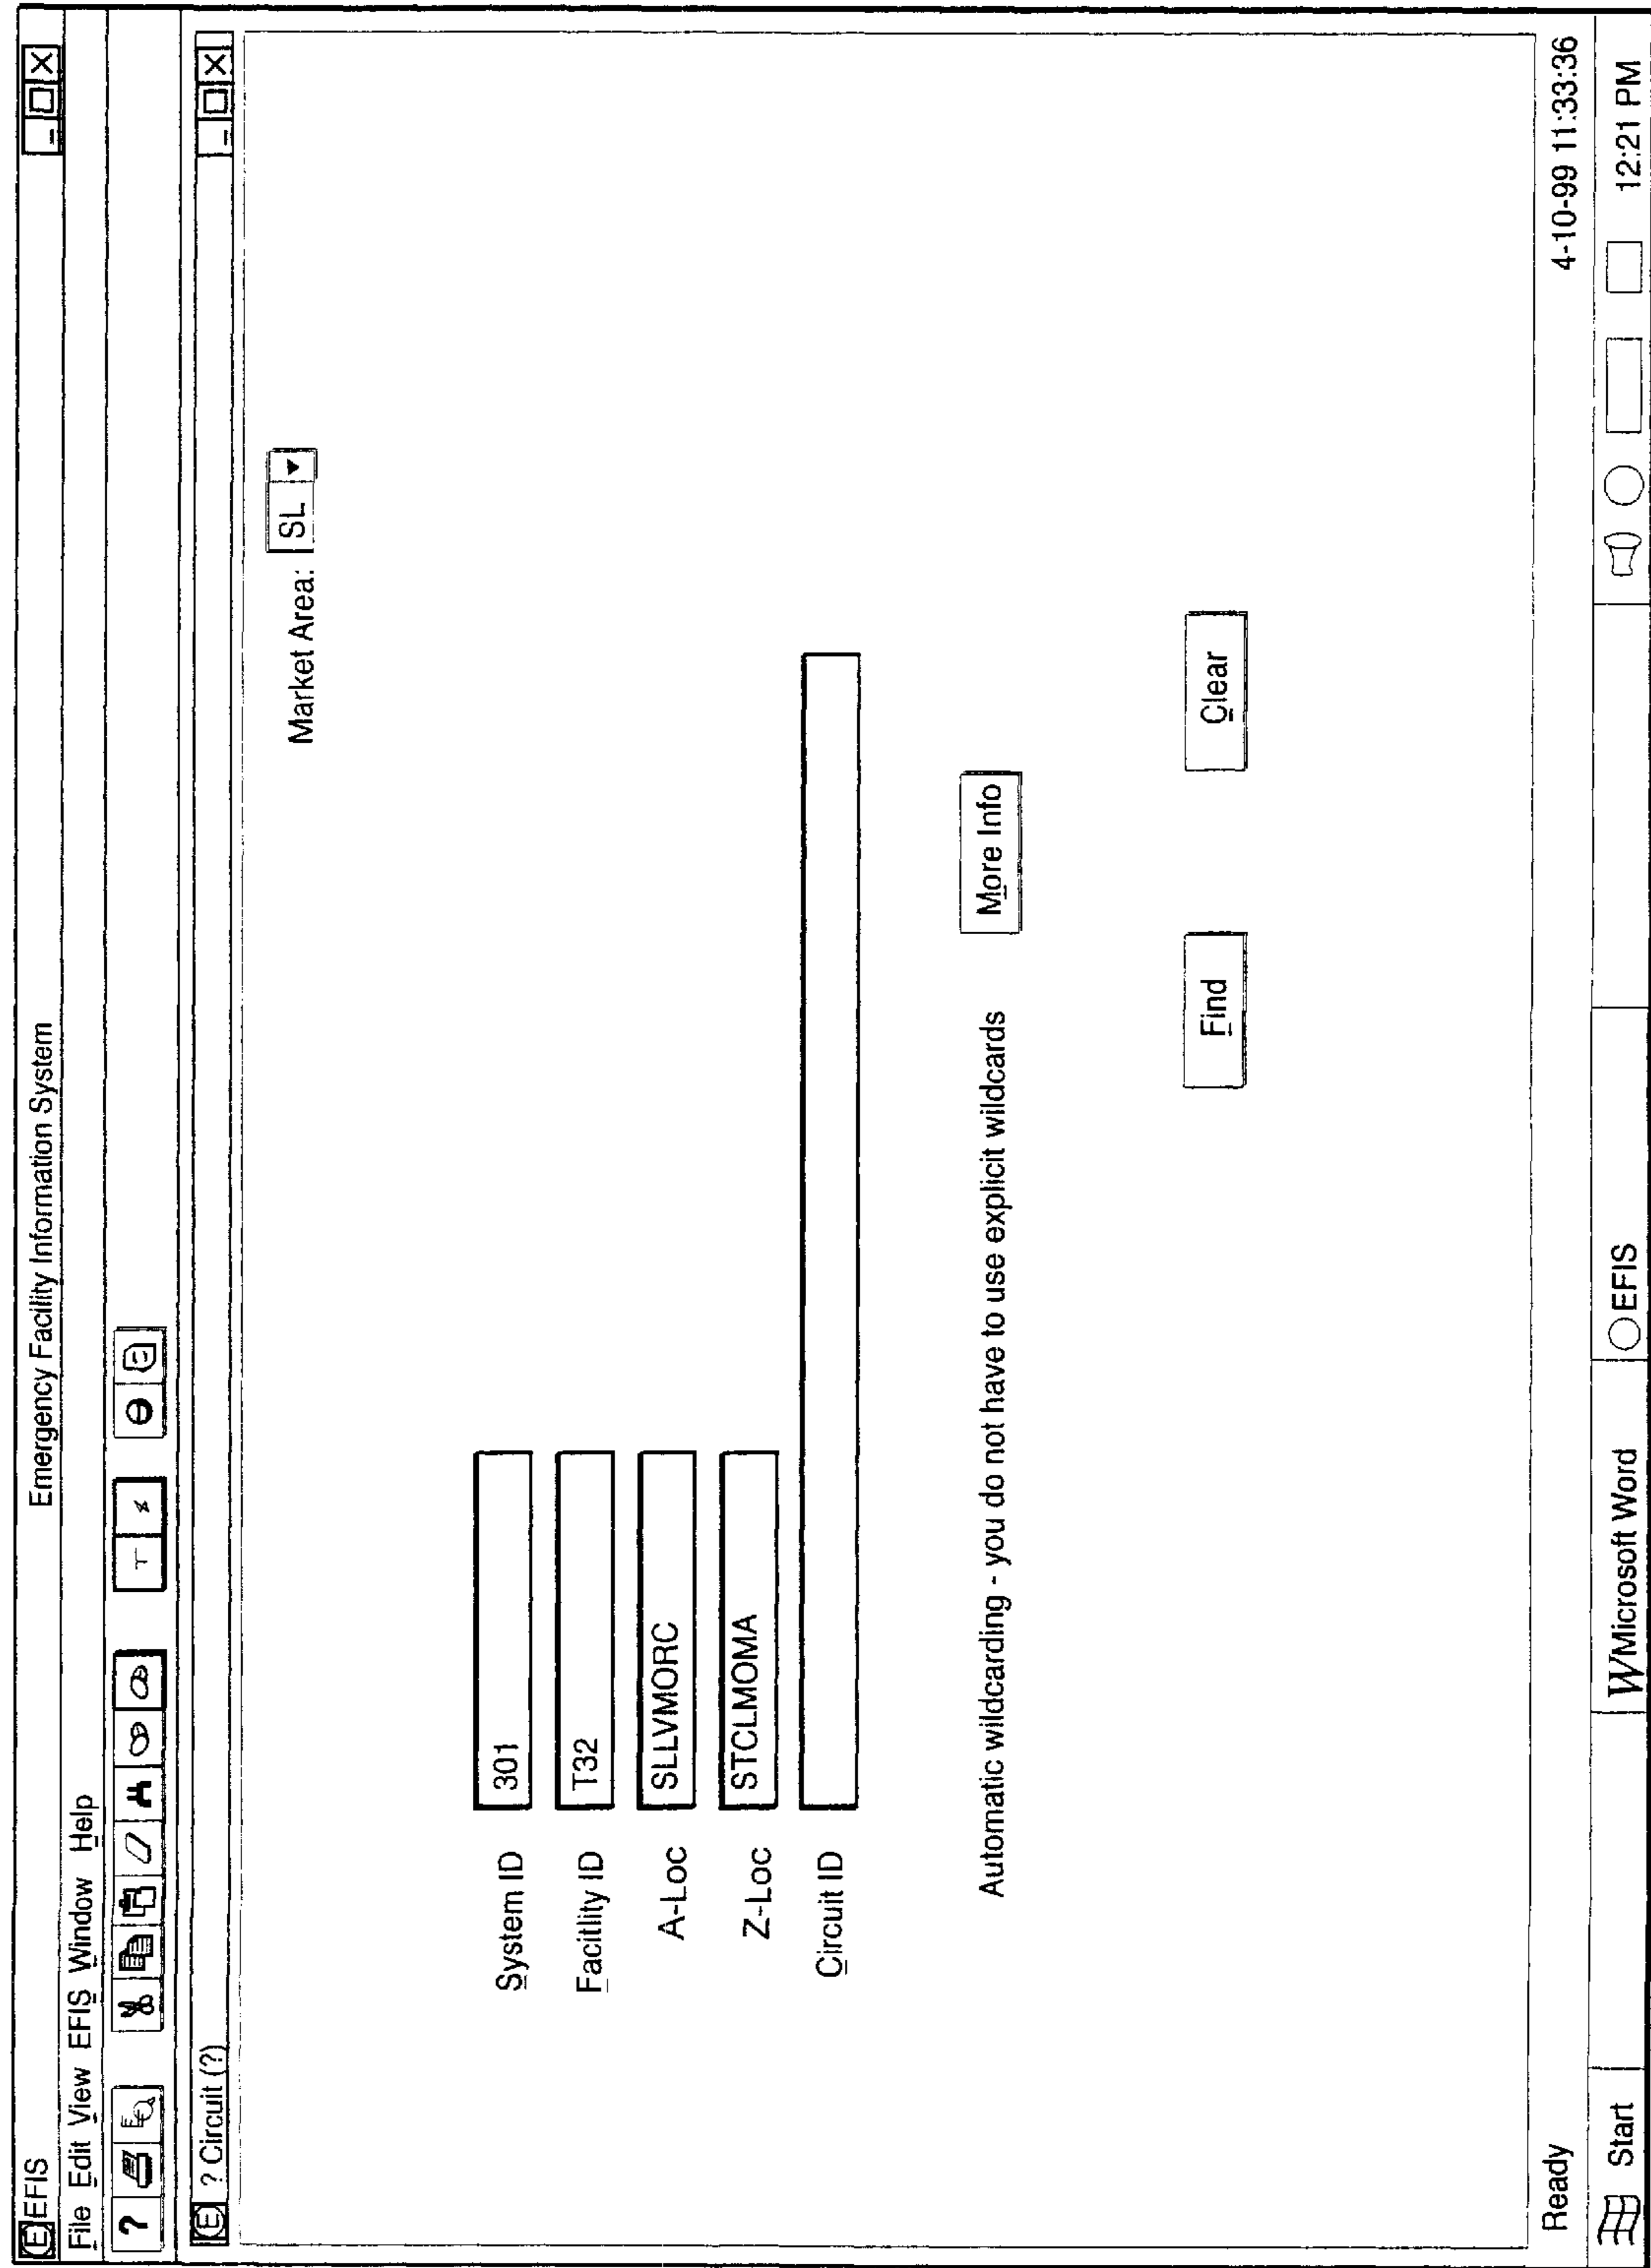 EFIS Emergency Facility Information System
File Edit View EFIS Window Help
? Circuit (?)
Market Area: SL
System ID 301
Facitlity ID T32
A-Loc SLLVMORC
Z-Loc STCLMOMA
Circuit ID
Automatic wildcarding - you do not have to use explicit wildcards More Info
Find Clear
Ready 4-10-99 11:33:36
Start WMicrosoft Word EFIS 12:21 PM